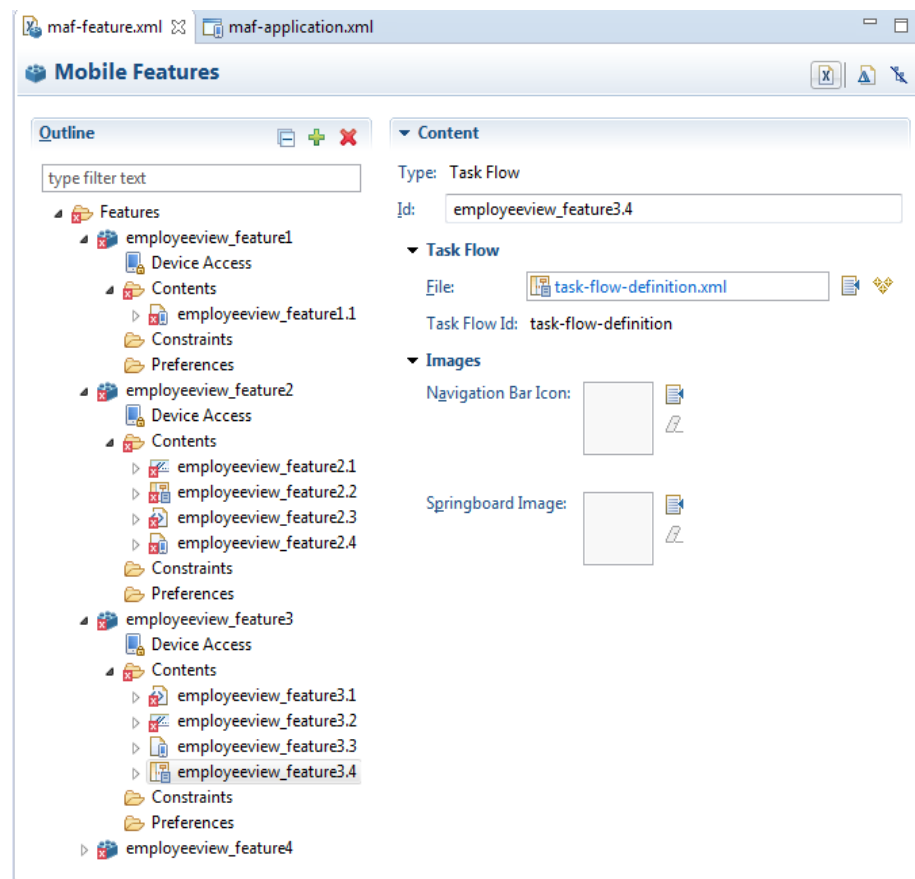 maf-feature.xml
maf-application.xml
Mobile Features
Outline
type filter text
Features
employeeview_feature1
Device Access
Contents
employeeview_feature1.1
Constraints
Preferences
employeeview_feature2
Device Access
Contents
employeeview_feature2.1
employeeview_feature2.2
employeeview_feature2.3
employeeview_feature2.4
Constraints
Preferences
employeeview_feature3
Device Access
Contents
employeeview_feature3.1
employeeview_feature3.2
employeeview_feature3.3
employeeview_feature3.4
Constraints
Preferences
employeeview_feature4
Content
Type: Task Flow
Id: employeeview_feature3.4
Task Flow
File: task-flow-definition.xml
Task Flow Id: task-flow-definition
Images
Navigation Bar Icon:
Springboard Image: